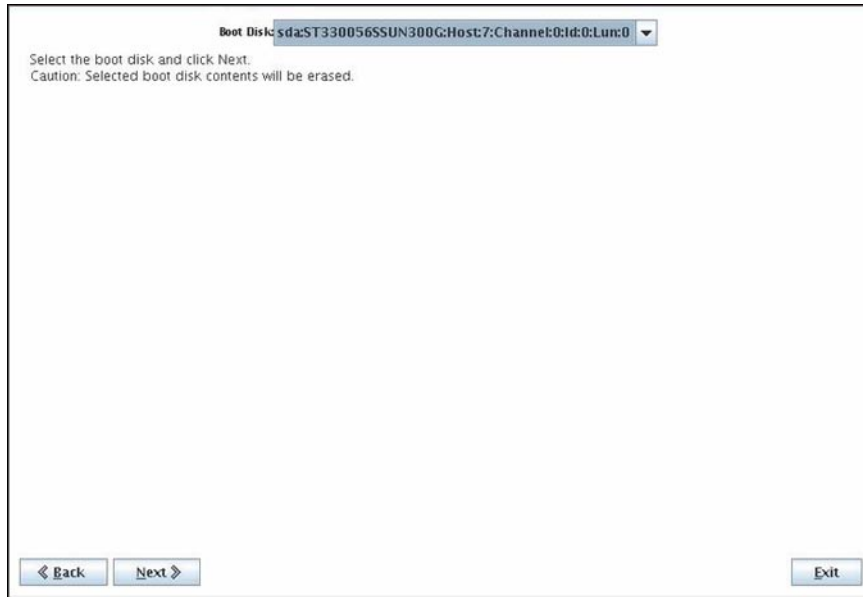 Boot Disk: sda:ST330056SSUN300G:Host:7:Channel:0:Id:0:Lun:0
Select the boot disk and click Next.
Caution: Selected boot disk contents will be erased.
Back Next Exit